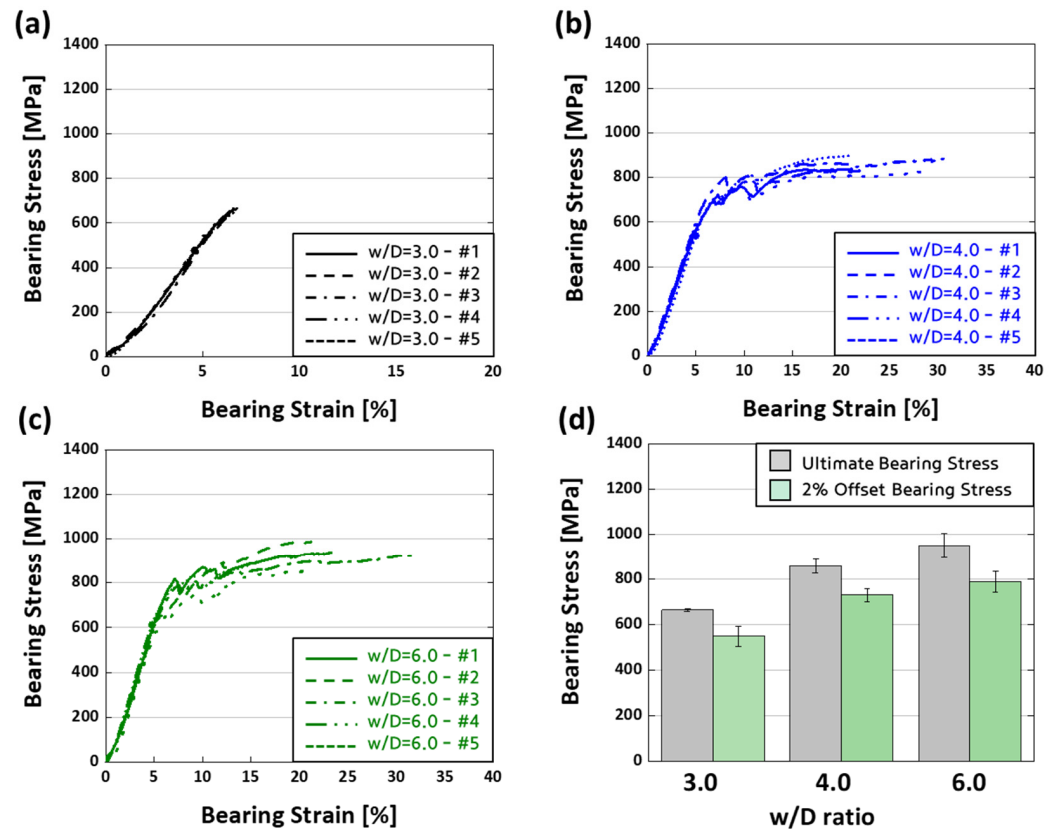 (a)
1400
1200
1000
800
600
400
200
0
Bearing Stress [MPa]
w/D=3.0 - #1
w/D=3.0 - #2
w/D=3.0 - #3
w/D=3.0 - #4
w/D=3.0 - #5
0 5 10 15 20
Bearing Strain [%]
(b)
1400
1200
1000
800
600
400
200
0
Bearing Stress [MPa]
w/D=4.0 - #1
w/D=4.0 - #2
w/D=4.0 - #3
w/D=4.0 - #4
w/D=4.0 - #5
0 5 10 15 20 25 30 35 40
Bearing Strain [%]
(c)
1400
1200
1000
800
600
400
200
0
Bearing Stress [MPa]
w/D=6.0 - #1
w/D=6.0 - #2
w/D=6.0 - #3
w/D=6.0 - #4
w/D=6.0 - #5
0 5 10 15 20 25 30 35 40
Bearing Strain [%]
(d)
1400
1200
1000
800
600
400
200
0
Bearing Stress [MPa]
Ultimate Bearing Stress
2% Offset Bearing Stress
3.0 4.0 6.0
w/D ratio